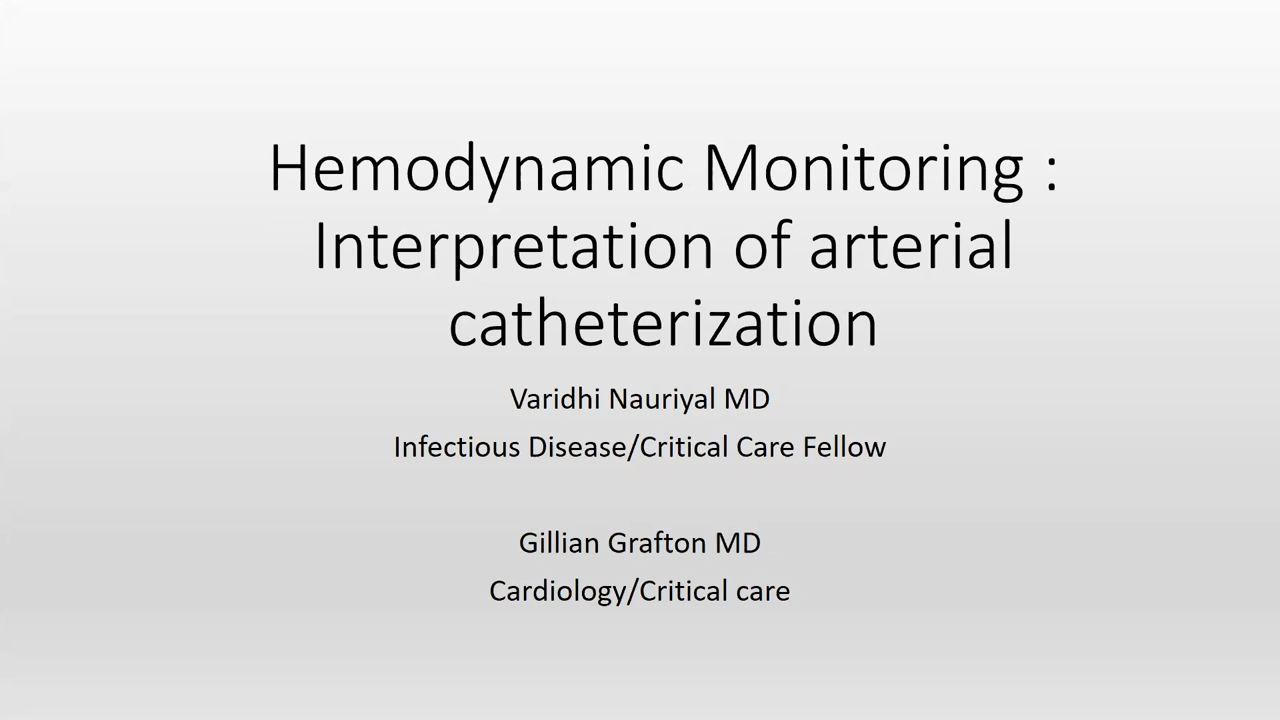 Hemodynamic Monitoring :
Interpretation of arterial
catheterization
Varidhi Nauriyal MD
Infectious Disease/Critical Care Fellow
Gillian Grafton MD
Cardiology/Critical care